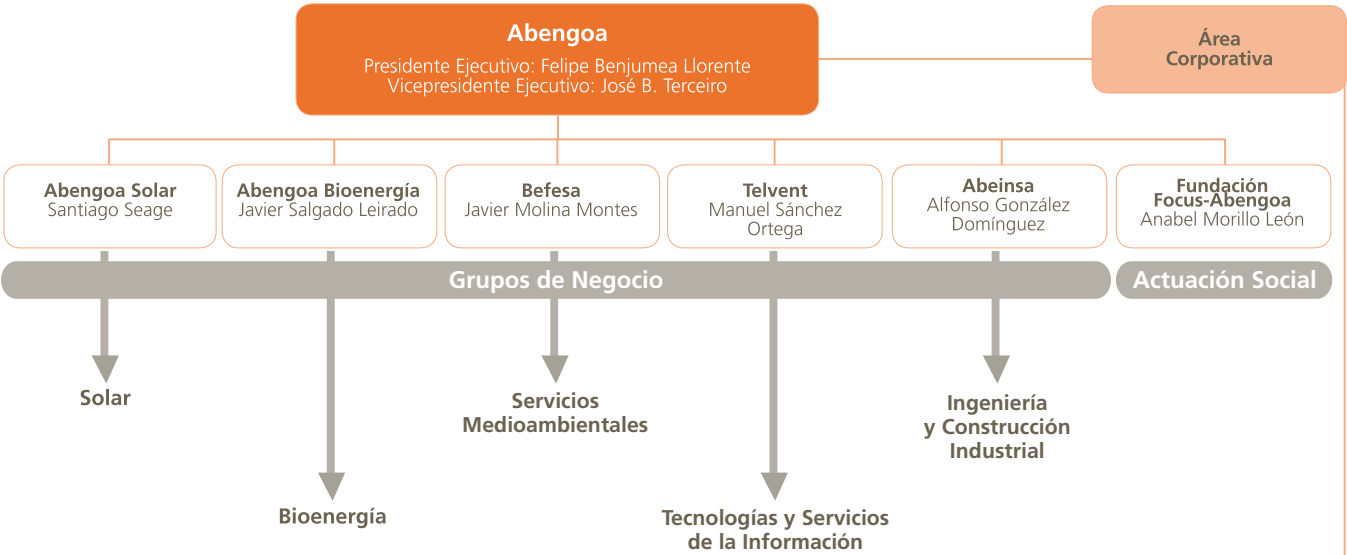 Abengoa
Presidente Ejecutivo: Felipe Benjumea Llorente
Vicepresidente Ejecutivo: José B. Terceiro
Área
Corporativa
Abengoa Solar
Santiago Seage
Abengoa Bioenergía
Javier Salgado Leirado
Befesa
Javier Molina Montes
Telvent
Manuel Sánchez
Ortega
Abeinsa
Alfonso González
Domínguez
Fundación
Focus-Abengoa
Anabel Morillo León
Grupos de Negocio
Actuación Social
Solar
Bioenergía
Servicios
Medioambientales
Tecnologías y Servicios
de la Información
Ingeniería
y Construcción
Industrial